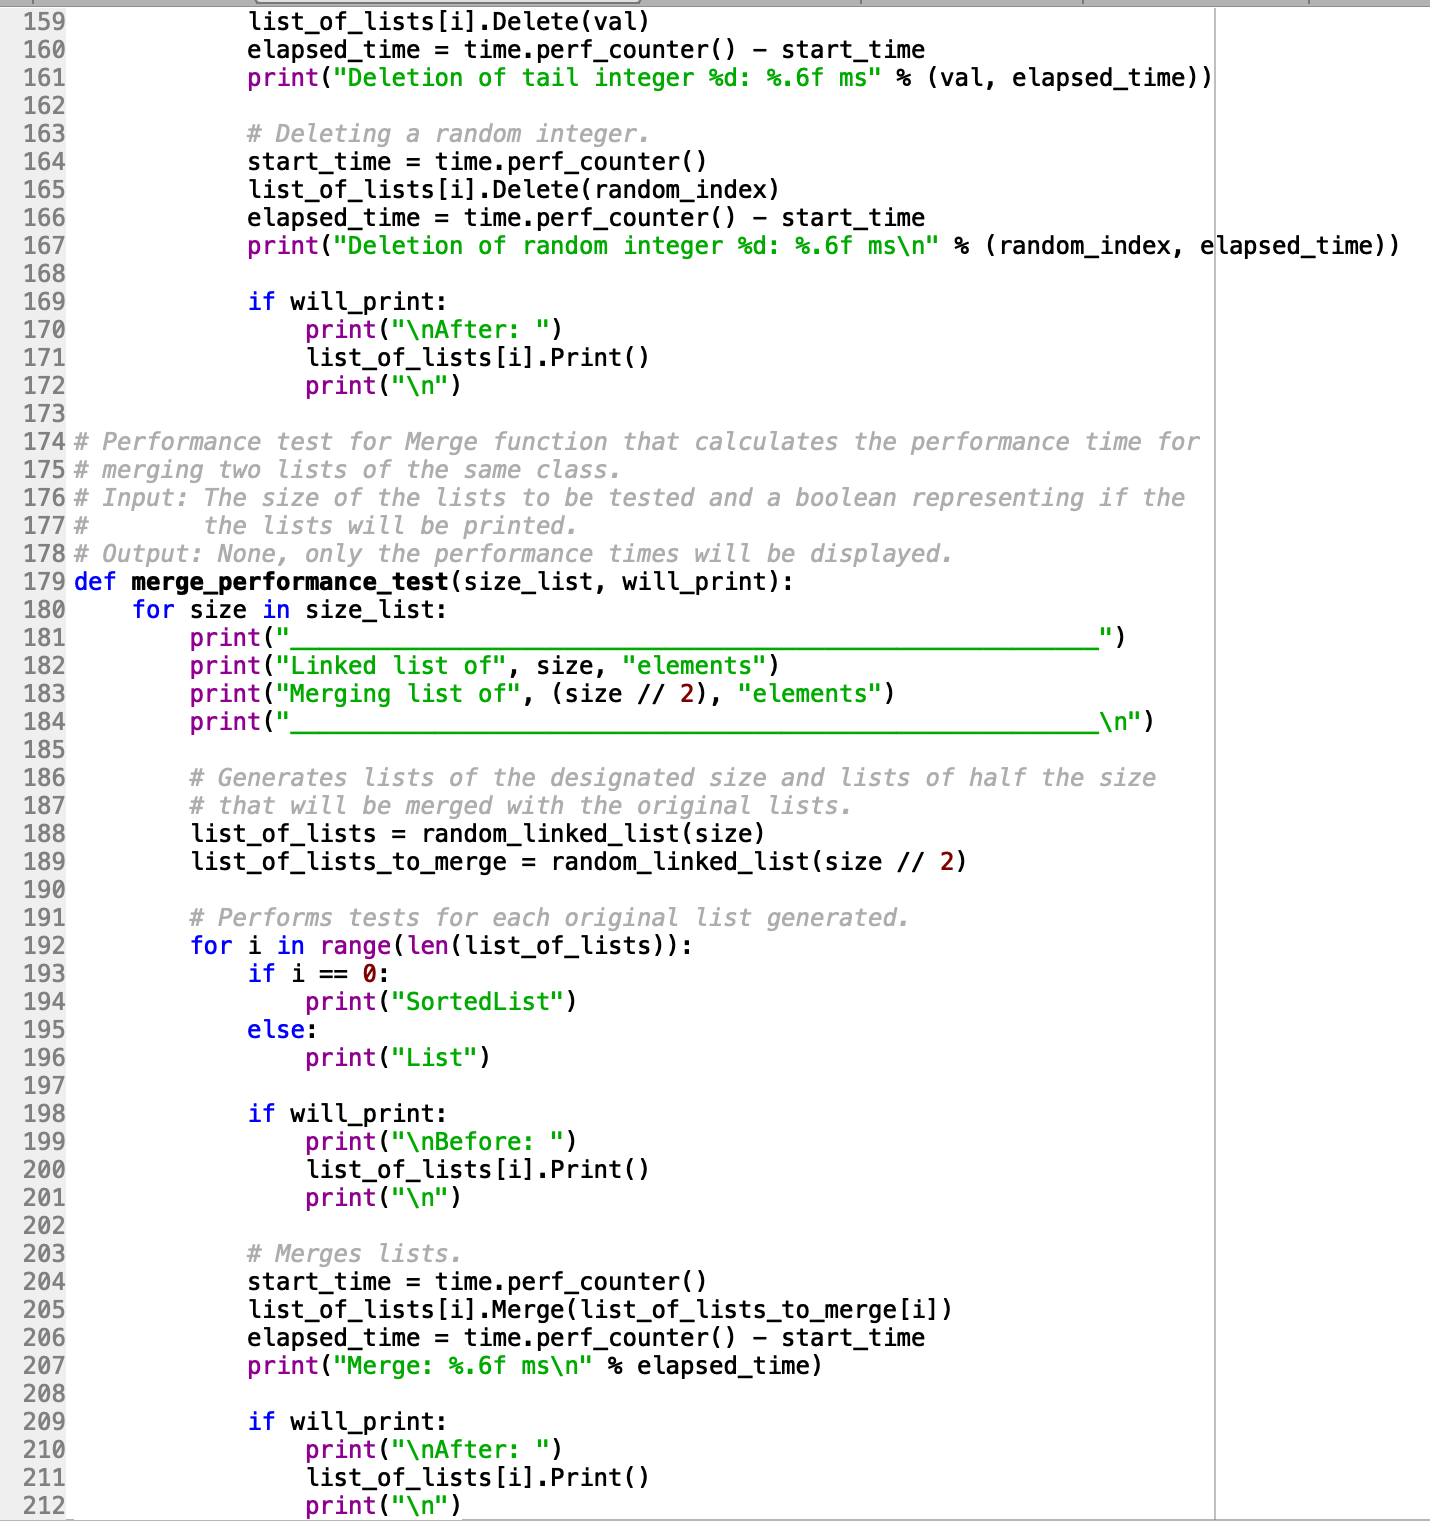 159             list_of_lists[i].Delete(val)
160             elapsed_time = time.perf_counter() - start_time
161             print("Deletion of tail integer %d: %.6f ms" % (val, elapsed_time))
162
163             # Deleting a random integer.
164             start_time = time.perf_counter()
165             list_of_lists[i].Delete(random_index)
166             elapsed_time = time.perf_counter() - start_time
167             print("Deletion of random integer %d: %.6f ms\n" % (random_index, elapsed_time))
168
169             if will_print:
170                 print("\nAfter: ")
171                 list_of_lists[i].Print()
172                 print("\n")
173
174 # Performance test for Merge function that calculates the performance time for
175 # merging two lists of the same class.
176 # Input: The size of the lists to be tested and a boolean representing if the
177 #        the lists will be printed.
178 # Output: None, only the performance times will be displayed.
179 def merge_performance_test(size_list, will_print):
180     for size in size_list:
181         print("________________________________________________________")
182         print("Linked list of", size, "elements")
183         print("Merging list of", (size // 2), "elements")
184         print("________________________________________________________\n")
185
186         # Generates lists of the designated size and lists of half the size
187         # that will be merged with the original lists.
188         list_of_lists = random_linked_list(size)
189         list_of_lists_to_merge = random_linked_list(size // 2)
190
191         # Performs tests for each original list generated.
192         for i in range(len(list_of_lists)):
193             if i == 0:
194                 print("SortedList")
195             else:
196                 print("List")
197
198             if will_print:
199                 print("\nBefore: ")
200                 list_of_lists[i].Print()
201                 print("\n")
202
203             # Merges lists.
204             start_time = time.perf_counter()
205             list_of_lists[i].Merge(list_of_lists_to_merge[i])
206             elapsed_time = time.perf_counter() - start_time
207             print("Merge: %.6f ms\n" % elapsed_time)
208
209             if will_print:
210                 print("\nAfter: ")
211                 list_of_lists[i].Print()
212                 print("\n")